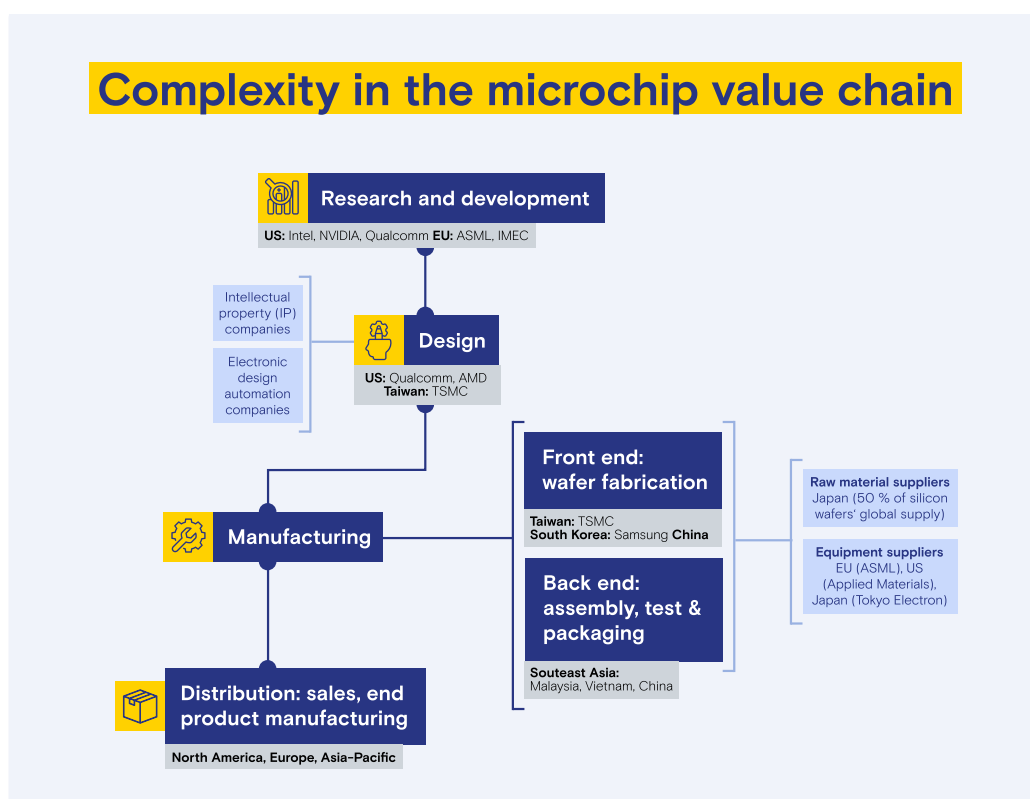 Complexity in the microchip value chain
Research and development
US: Intel, NVIDIA, Qualcomm EU: ASML, IMEC
Intellectual
property (IP)
companies
Electronic
design
automation
companies
Design
US: Qualcomm, AMD
Taiwan: TSMC
Manufacturing
Front end:
wafer fabrication
Taiwan: TSMC
South Korea: Samsung China
Back end:
assembly, test &
packaging
Souteast Asia:
Malaysia, Vietnam, China
Raw material suppliers
Japan (50 % of silicon
wafers‘ global supply)
Equipment suppliers
EU (ASML), US
(Applied Materials),
Japan (Tokyo Electron)
Distribution: sales, end
product manufacturing
North America, Europe, Asia-Pacific